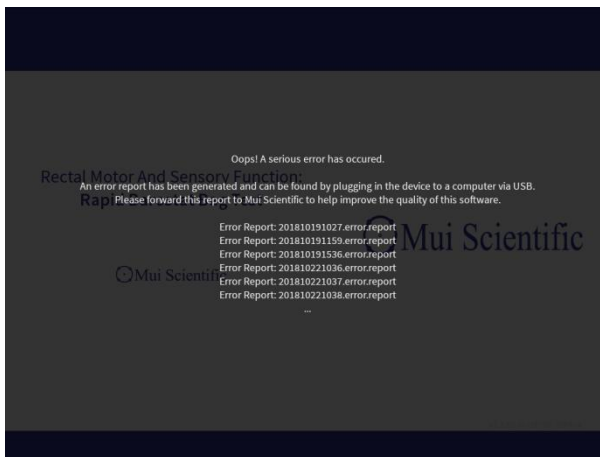 Oops! A serious error has occured.
Rectal Motor And Sensory Function:
An error report has been generated and can be found by plugging in the device to a computer via USB.
Rapid Barostat Bag Test
Please forward this report to Mui Scientific to help improve the quality of this software.
Error Report: 201810191027.error.report
Mui Scientific
Error Report: 201810191159.error.report
Error Report: 201810191536.error.report
Mui Scientific
Error Report: 201810221036.error.report
Error Report: 201810221037.error.report
Error Report: 201810221038.error.report
...